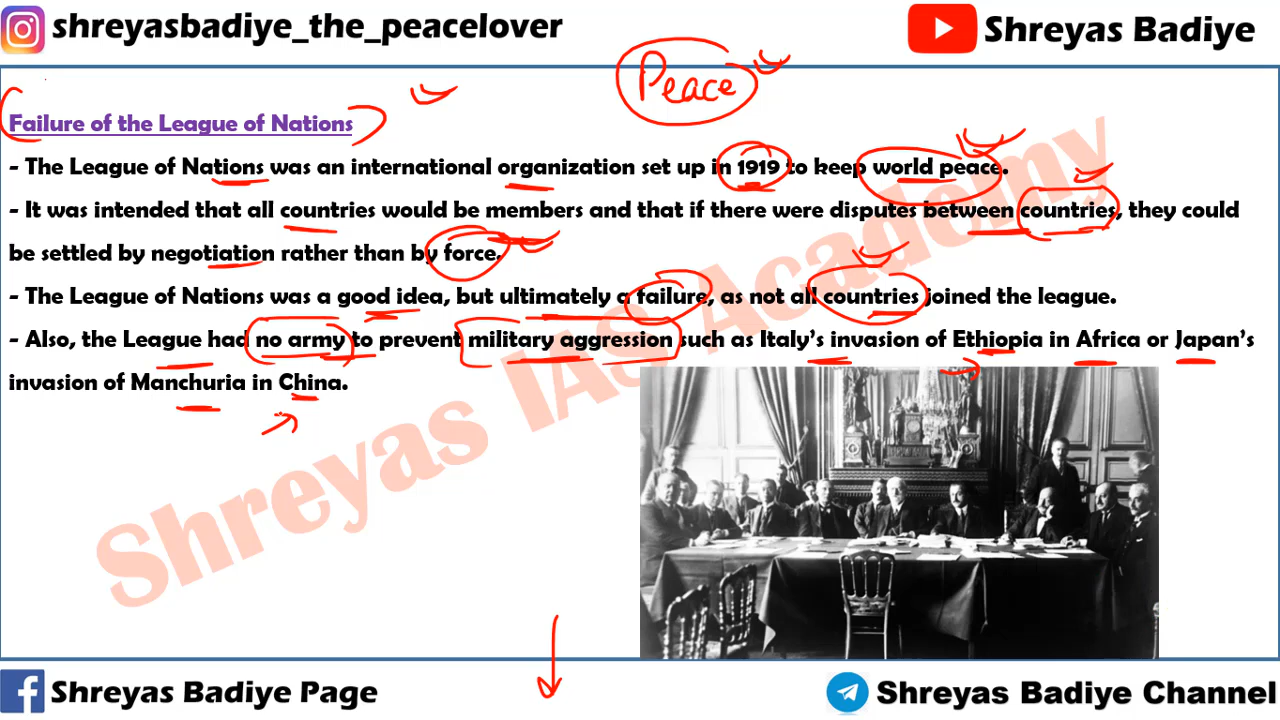 shreyasbadiye_the_peacelover
Shreyas Badiye
Peace
Failure of the League of Nations
- The League of Nations was an international organization set up in 1919 to keep world peace.
- It was intended that all countries would be members and that if there were disputes between countries, they could
be settled by negotiation rather than by force.
- The League of Nations was a good idea, but ultimately a failure, as not all countries joined the league.
- Also, the League had no army to prevent military aggression such as Italy's invasion of Ethiopia in Africa or Japan's
invasion of Manchuria in China.
Shreyas IAS Academy
Shreyas Badiye Page
Shreyas Badiye Channel